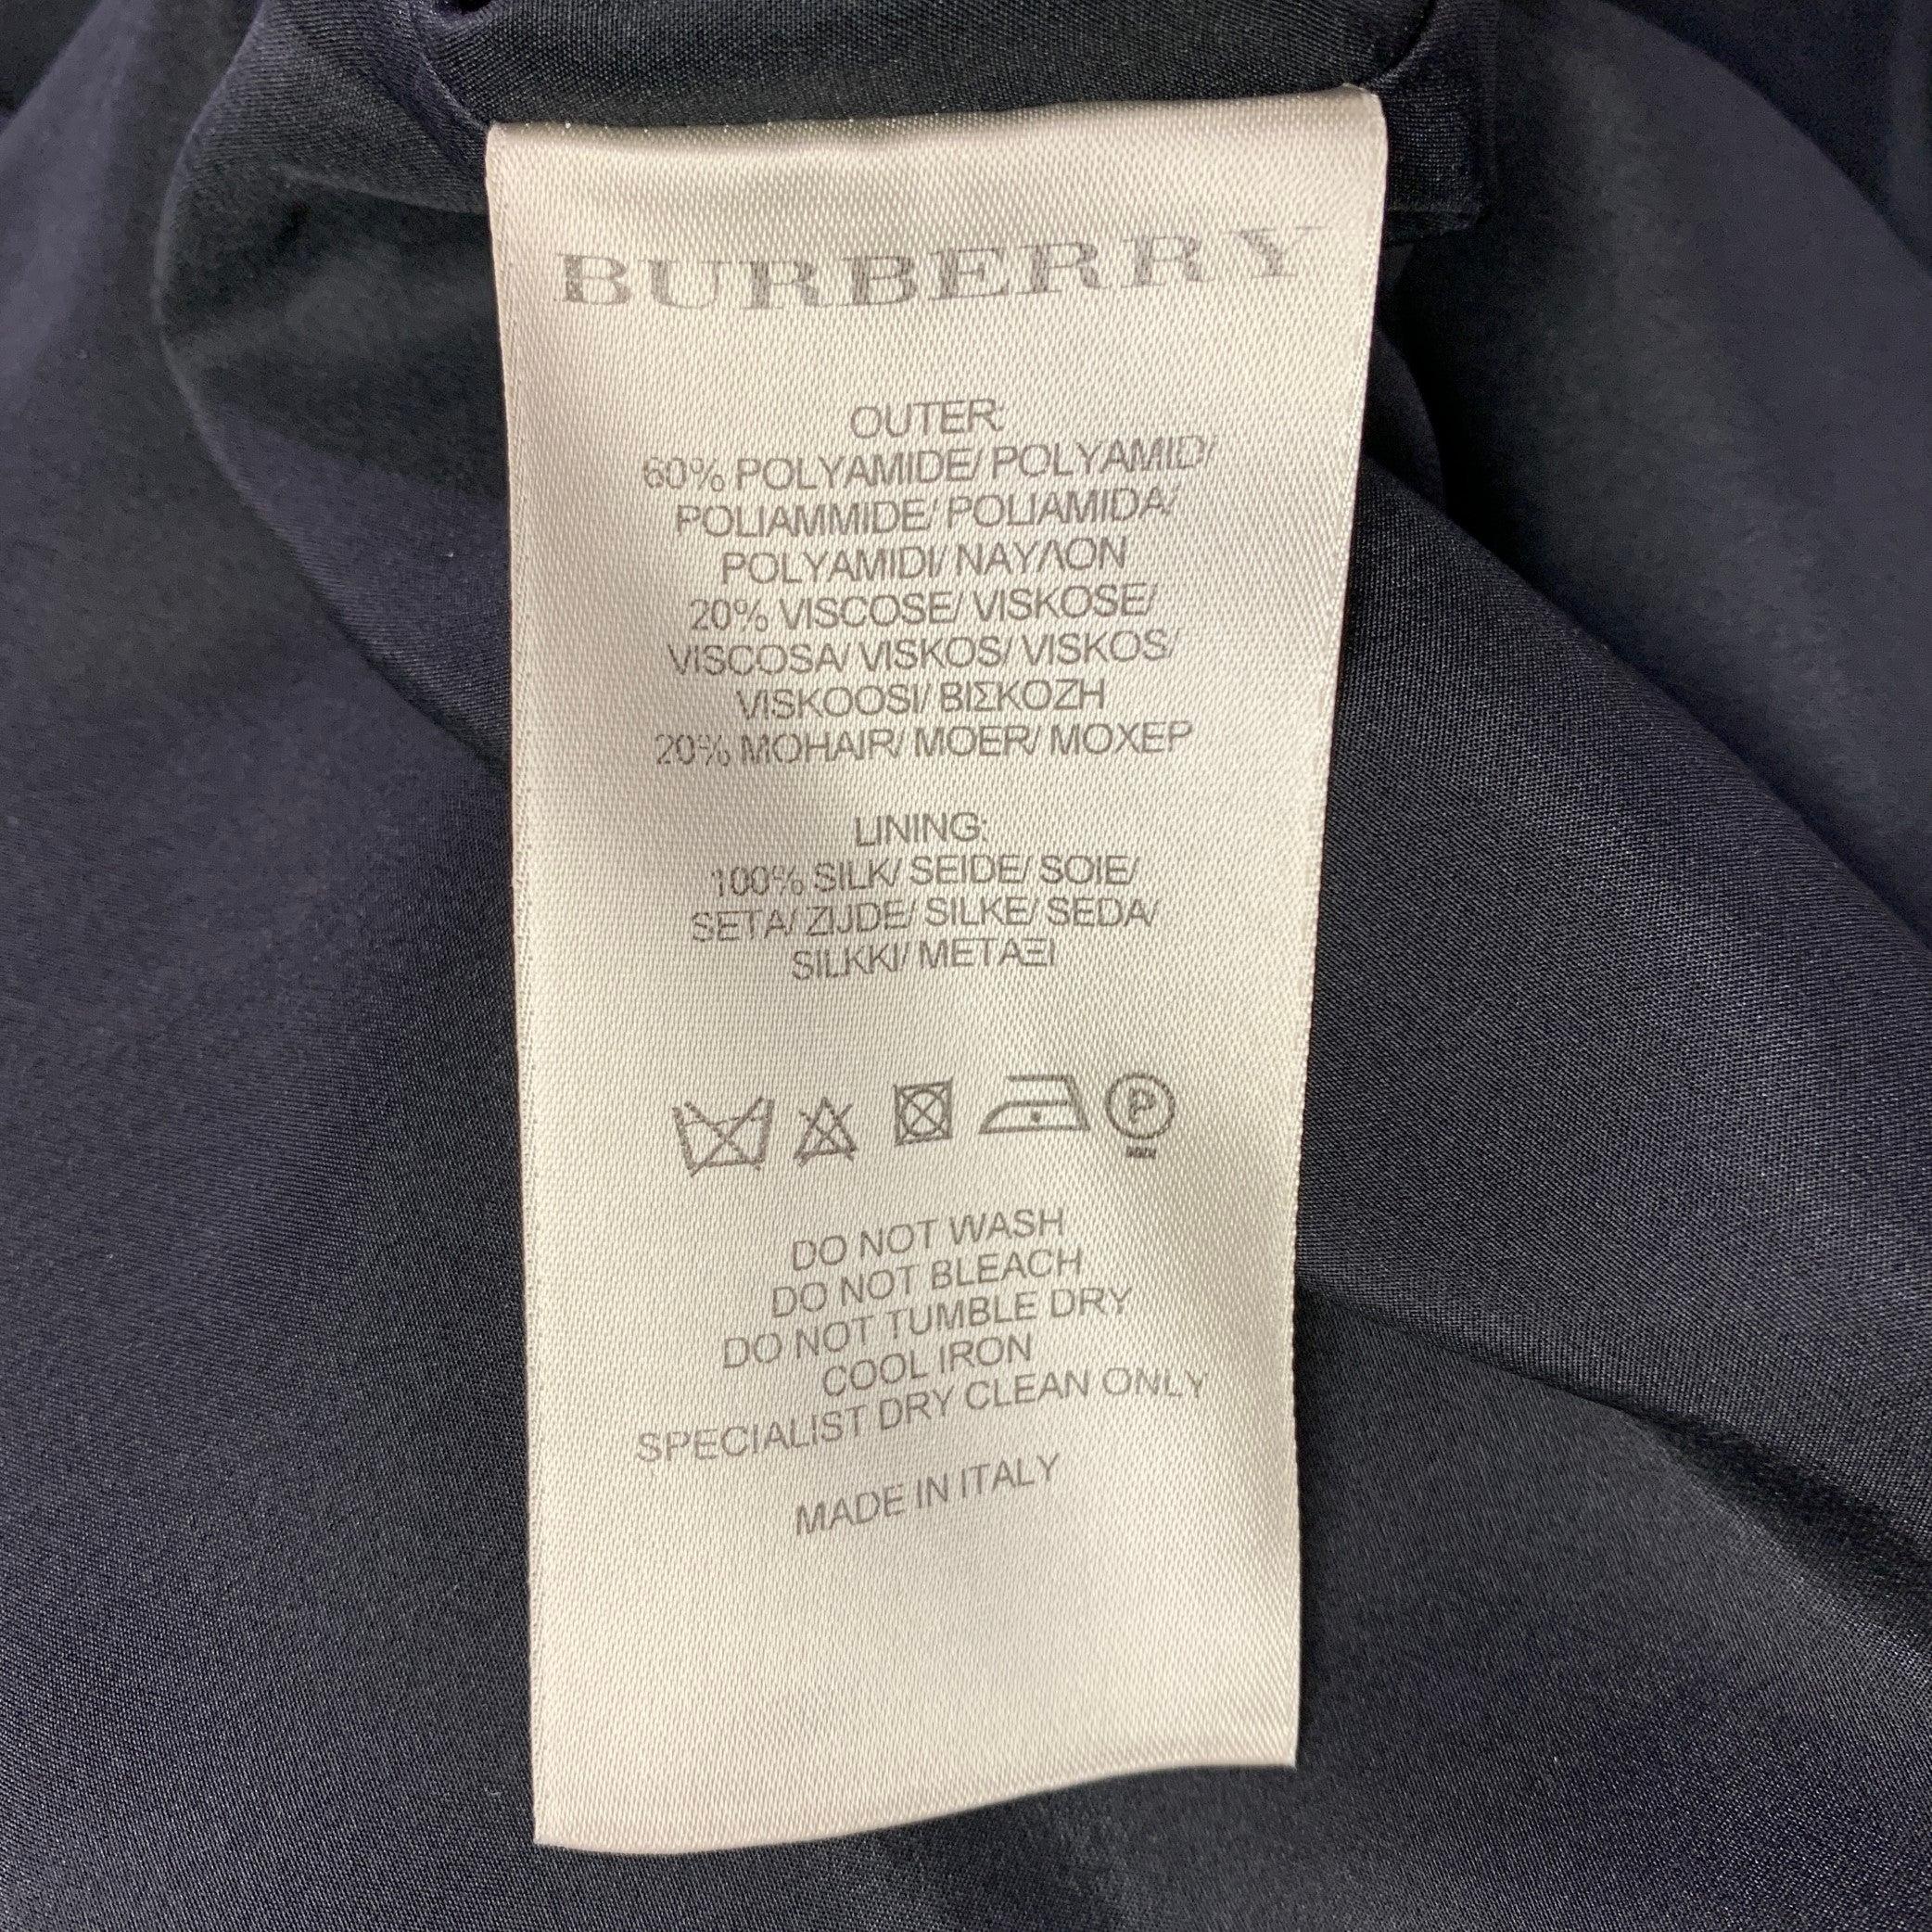 BURBERRY
OUTER
60% POLYAMIDE/ POLYAMID/
POLIAMMIDE/ POLIAMIDA/
POLYAMIDI/ ΝΑΥΛΟΝ
20% VISCOSE/ VISKOSE/
VISCOSA/ VISKOS/ VISKOS/
VISKOOSI/ ΒΙΣΚΟΖΗ
20% MOHAIR/ MOER/ ΜΟΧΕΡ
LINING:
100% SILK/ SEIDE/ SOIE/
SETA/ ZIJDE/ SILKE/ SEDA/
SILKKI/ ΜΕΤΑΞΙ
P
DO NOT WASH
DO NOT BLEACH
DO NOT TUMBLE DRY
COOL IRON
SPECIALIST DRY CLEAN ONLY
MADE IN ITALY